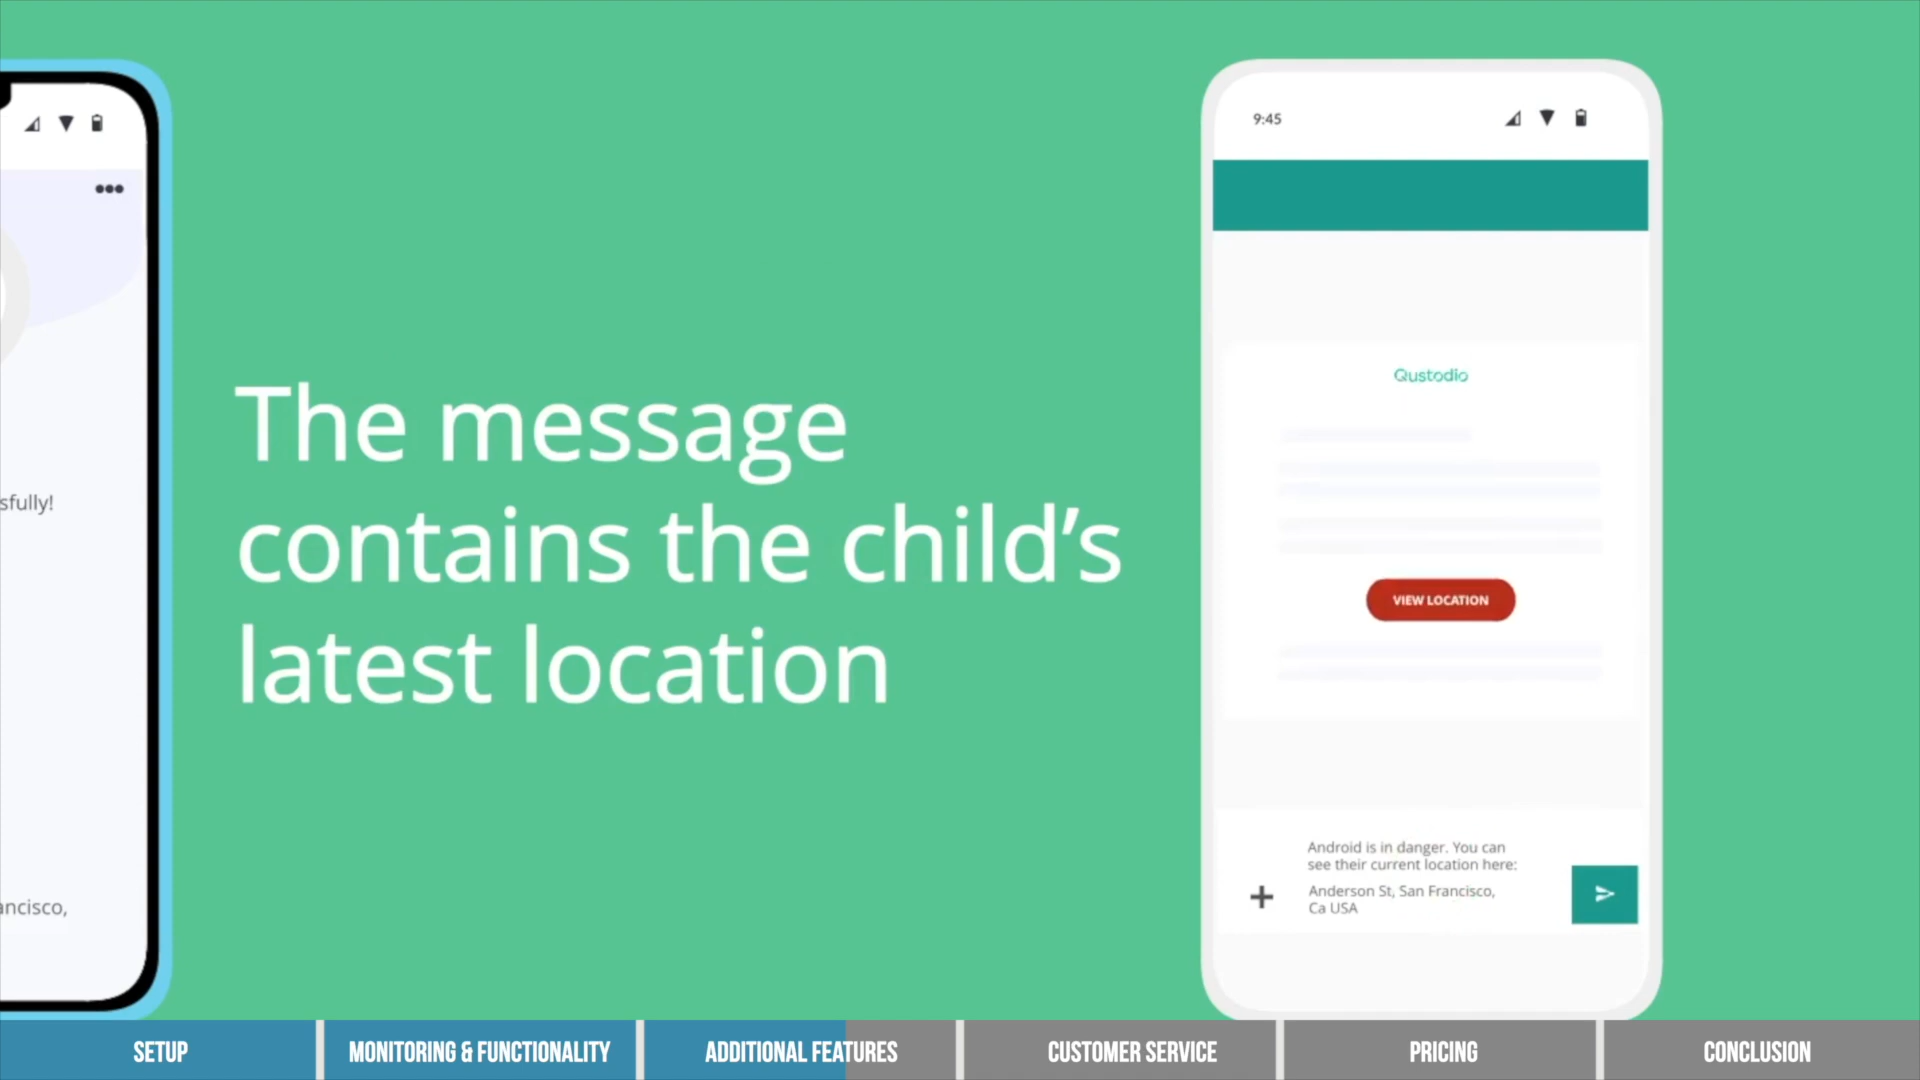 sfully!
ancisco,
The message
contains the child's
latest location
9:45
Qustodio
VIEW LOCATION
Android is in danger. You can
see their current location here:
Anderson St, San Francisco,
Ca USA
SETUP
MONITORING & FUNCTIONALITY
ADDITIONAL FEATURES
CUSTOMER SERVICE
PRICING
CONCLUSION